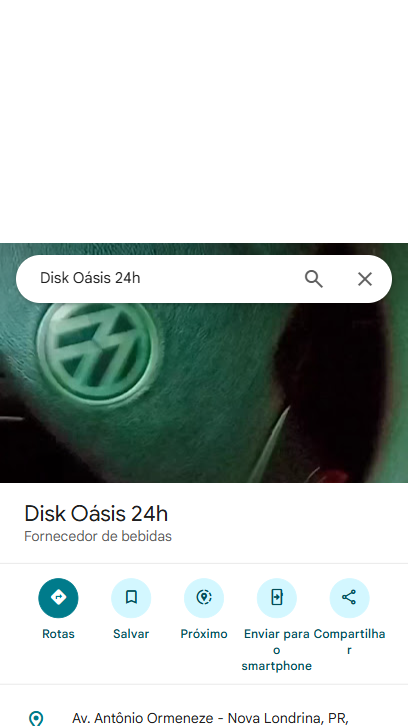 Disk Oásis 24h
Disk Oásis 24h
Fornecedor de bebidas
Rotas
Salvar
Próximo
Enviar para o smartphone
Compartilhar
Av. Antônio Ormeneze - Nova Londrina, PR,